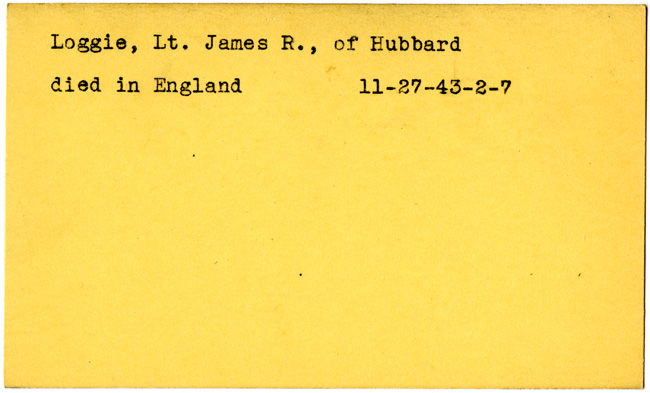 Loggie, Lt. James R., of Hubbard
died in England 11-27-43-2-7